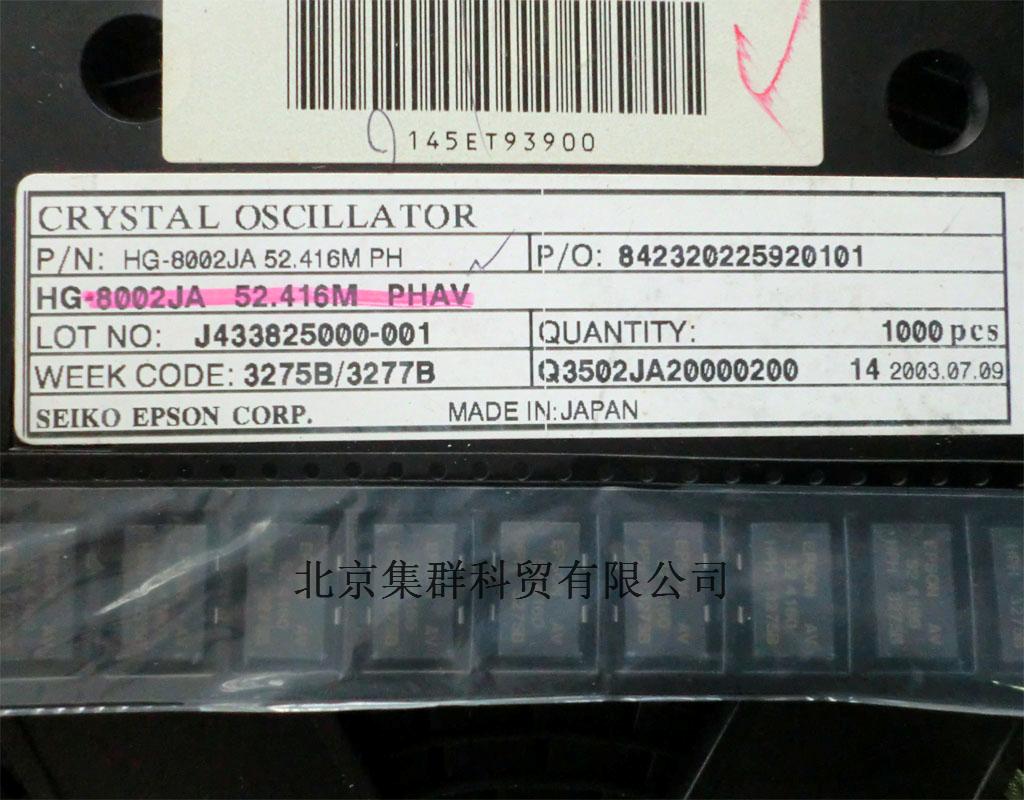 145ET93900
CRYSTAL OSCILLATOR
P/N: HG-8002JA 52.416M PH P/O: 842320225920101
HG-8002JA 52.416M PHAV
LOT NO: J433825000-001 QUANTITY: 1000 pcs
WEEK CODE: 3275B/3277B Q3502JA20000200 14 2003.07.09
SEIKO EPSON CORP. MADE IN:JAPAN
北京集群科贸有限公司